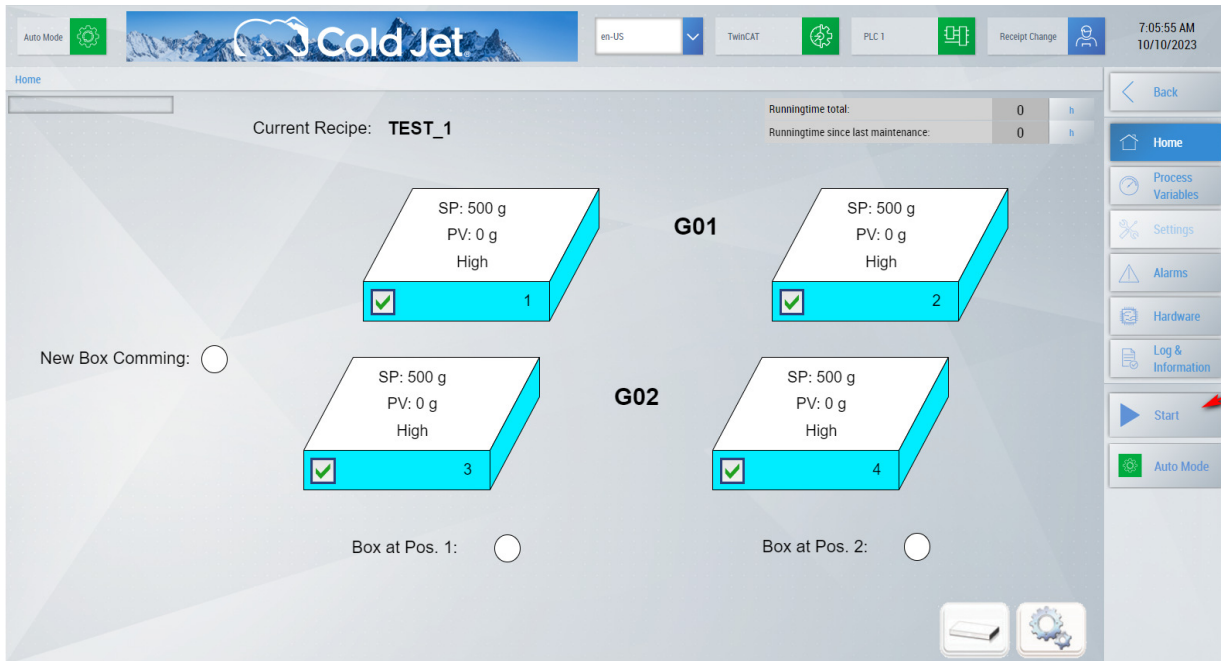 Auto Mode
Cold Jet
en-US
TwinCAT
PLC 1
Receipt Change
7:05:55 AM
10/10/2023
Home
Back
Runningtime total: 0 h
Runningtime since last maintenance: 0 h
Current Recipe: TEST_1
Home
Process
Variables
Settings
Alarms
Hardware
Log &
Information
Start
Auto Mode
SP: 500 g
PV: 0 g
High
1
G01
SP: 500 g
PV: 0 g
High
2
New Box Comming:
SP: 500 g
PV: 0 g
High
3
G02
SP: 500 g
PV: 0 g
High
4
Box at Pos. 1:
Box at Pos. 2: